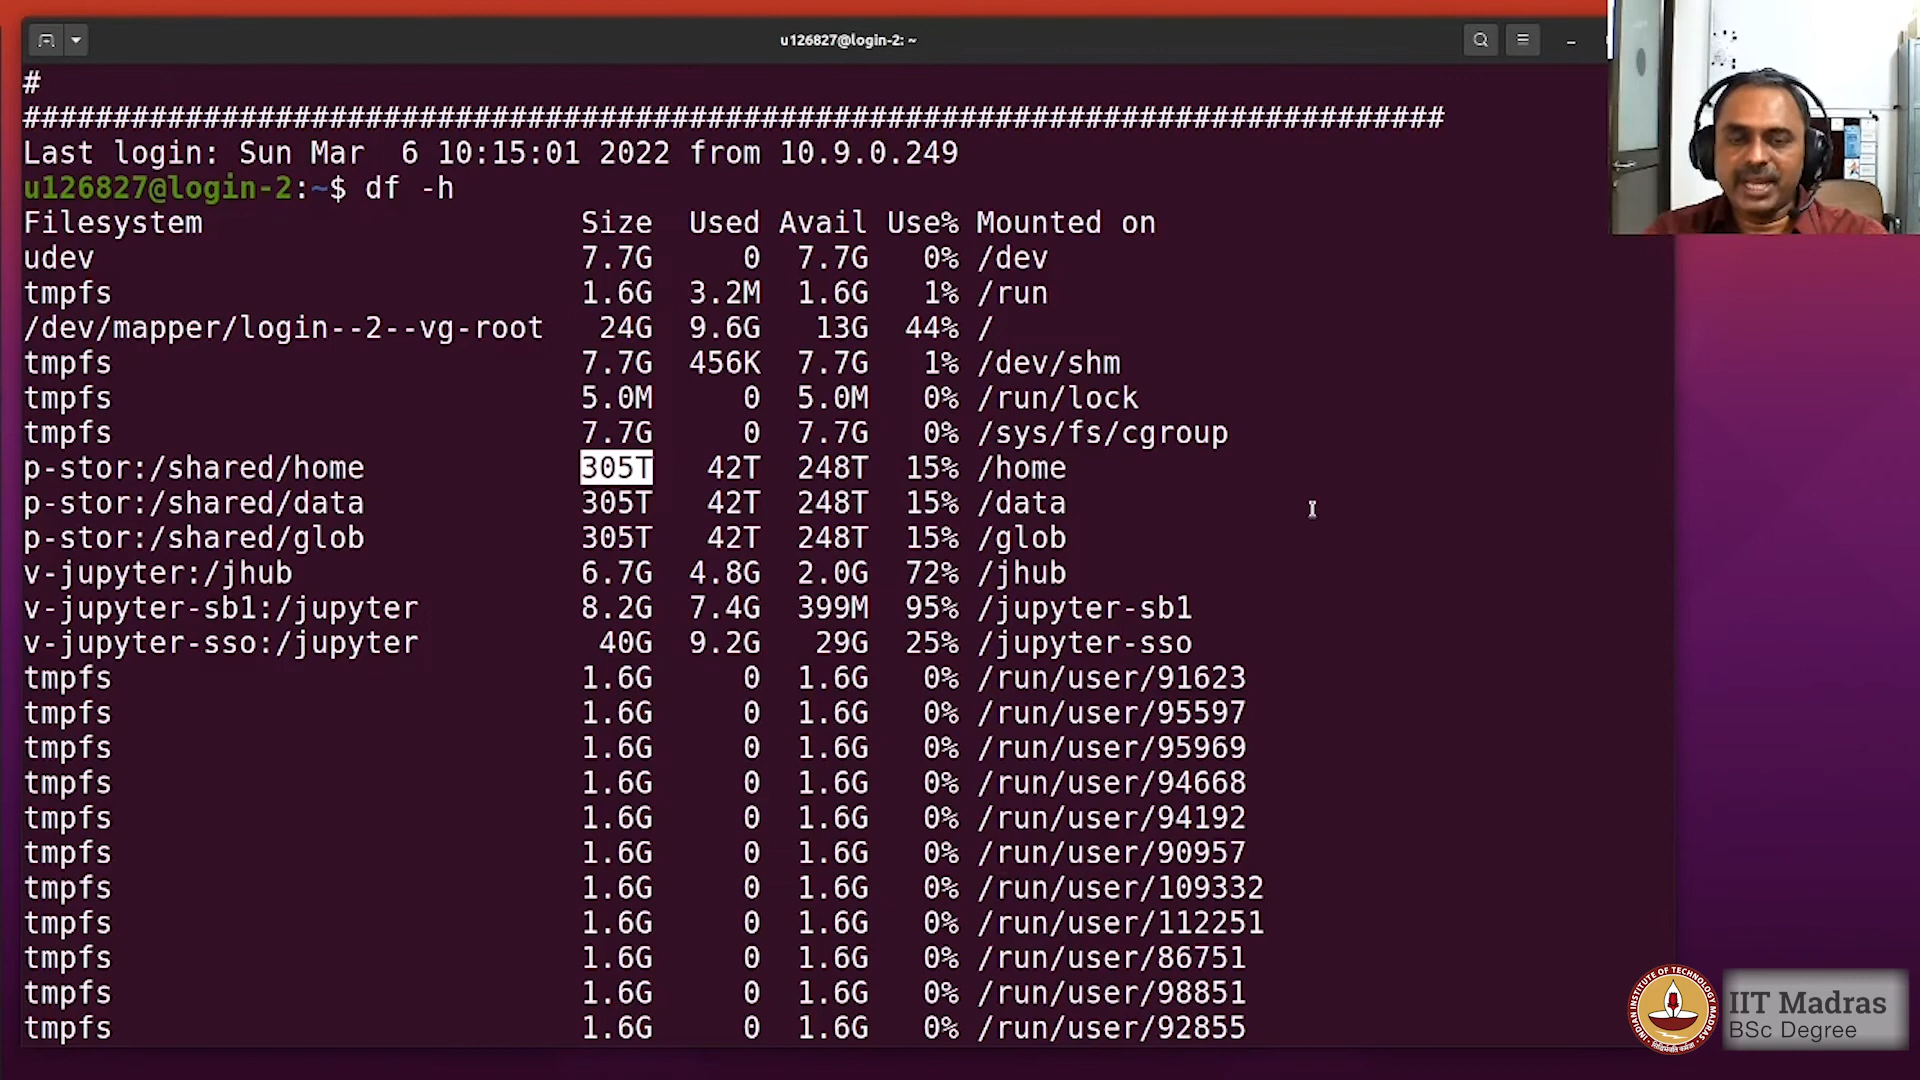 u126827@login-2: ~
#
###############################################################################
Last login: Sun Mar  6 10:15:01 2022 from 10.9.0.249
u126827@login-2:~$ df -h
Filesystem                     Size  Used Avail Use% Mounted on
udev                           7.7G     0  7.7G   0% /dev
tmpfs                          1.6G  3.2M  1.6G   1% /run
/dev/mapper/login--2--vg-root   24G  9.6G   13G  44% /
tmpfs                          7.7G  456K  7.7G   1% /dev/shm
tmpfs                          5.0M     0  5.0M   0% /run/lock
tmpfs                          7.7G     0  7.7G   0% /sys/fs/cgroup
p-stor:/shared/home            305T   42T  248T  15% /home
p-stor:/shared/data            305T   42T  248T  15% /data
p-stor:/shared/glob            305T   42T  248T  15% /glob
v-jupyter:/jhub                6.7G  4.8G  2.0G  72% /jhub
v-jupyter-sb1:/jupyter         8.2G  7.4G  399M  95% /jupyter-sb1
v-jupyter-sso:/jupyter          40G  9.2G   29G  25% /jupyter-sso
tmpfs                          1.6G     0  1.6G   0% /run/user/91623
tmpfs                          1.6G     0  1.6G   0% /run/user/95597
tmpfs                          1.6G     0  1.6G   0% /run/user/95969
tmpfs                          1.6G     0  1.6G   0% /run/user/94668
tmpfs                          1.6G     0  1.6G   0% /run/user/94192
tmpfs                          1.6G     0  1.6G   0% /run/user/90957
tmpfs                          1.6G     0  1.6G   0% /run/user/109332
tmpfs                          1.6G     0  1.6G   0% /run/user/112251
tmpfs                          1.6G     0  1.6G   0% /run/user/86751
tmpfs                          1.6G     0  1.6G   0% /run/user/98851
tmpfs                          1.6G     0  1.6G   0% /run/user/92855
INDIAN INSTITUTE OF TECHNOLOGY MADRAS
IIT Madras
BSc Degree